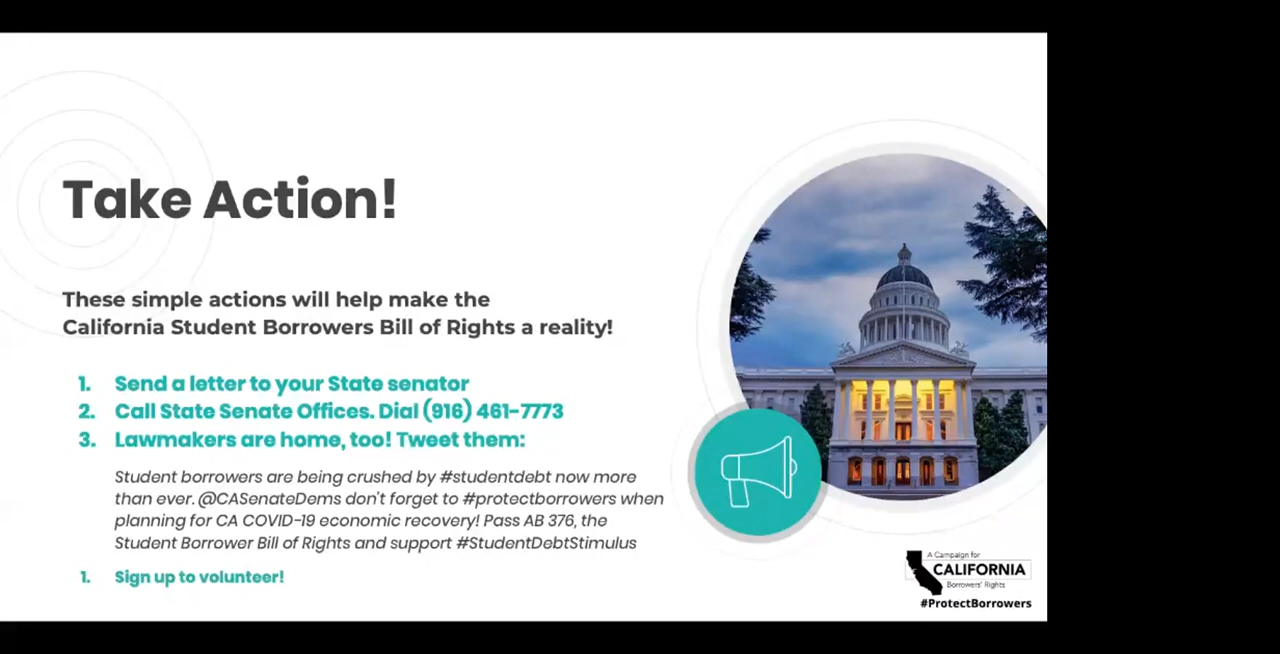 Take Action!
These simple actions will help make the
California Student Borrowers Bill of Rights a reality!
1. Send a letter to your State senator
2. Call State Senate Offices. Dial (916) 461-7773
3. Lawmakers are home, too! Tweet them:
Student borrowers are being crushed by #studentdebt now more
than ever. @CASenateDems don't forget to #protectborrowers when
planning for CA COVID-19 economic recovery! Pass AB 376, the
Student Borrower Bill of Rights and support #StudentDebtStimulus
1. Sign up to volunteer!
A Campaign for
CALIFORNIA
Borrowers' Rights
#ProtectBorrowers